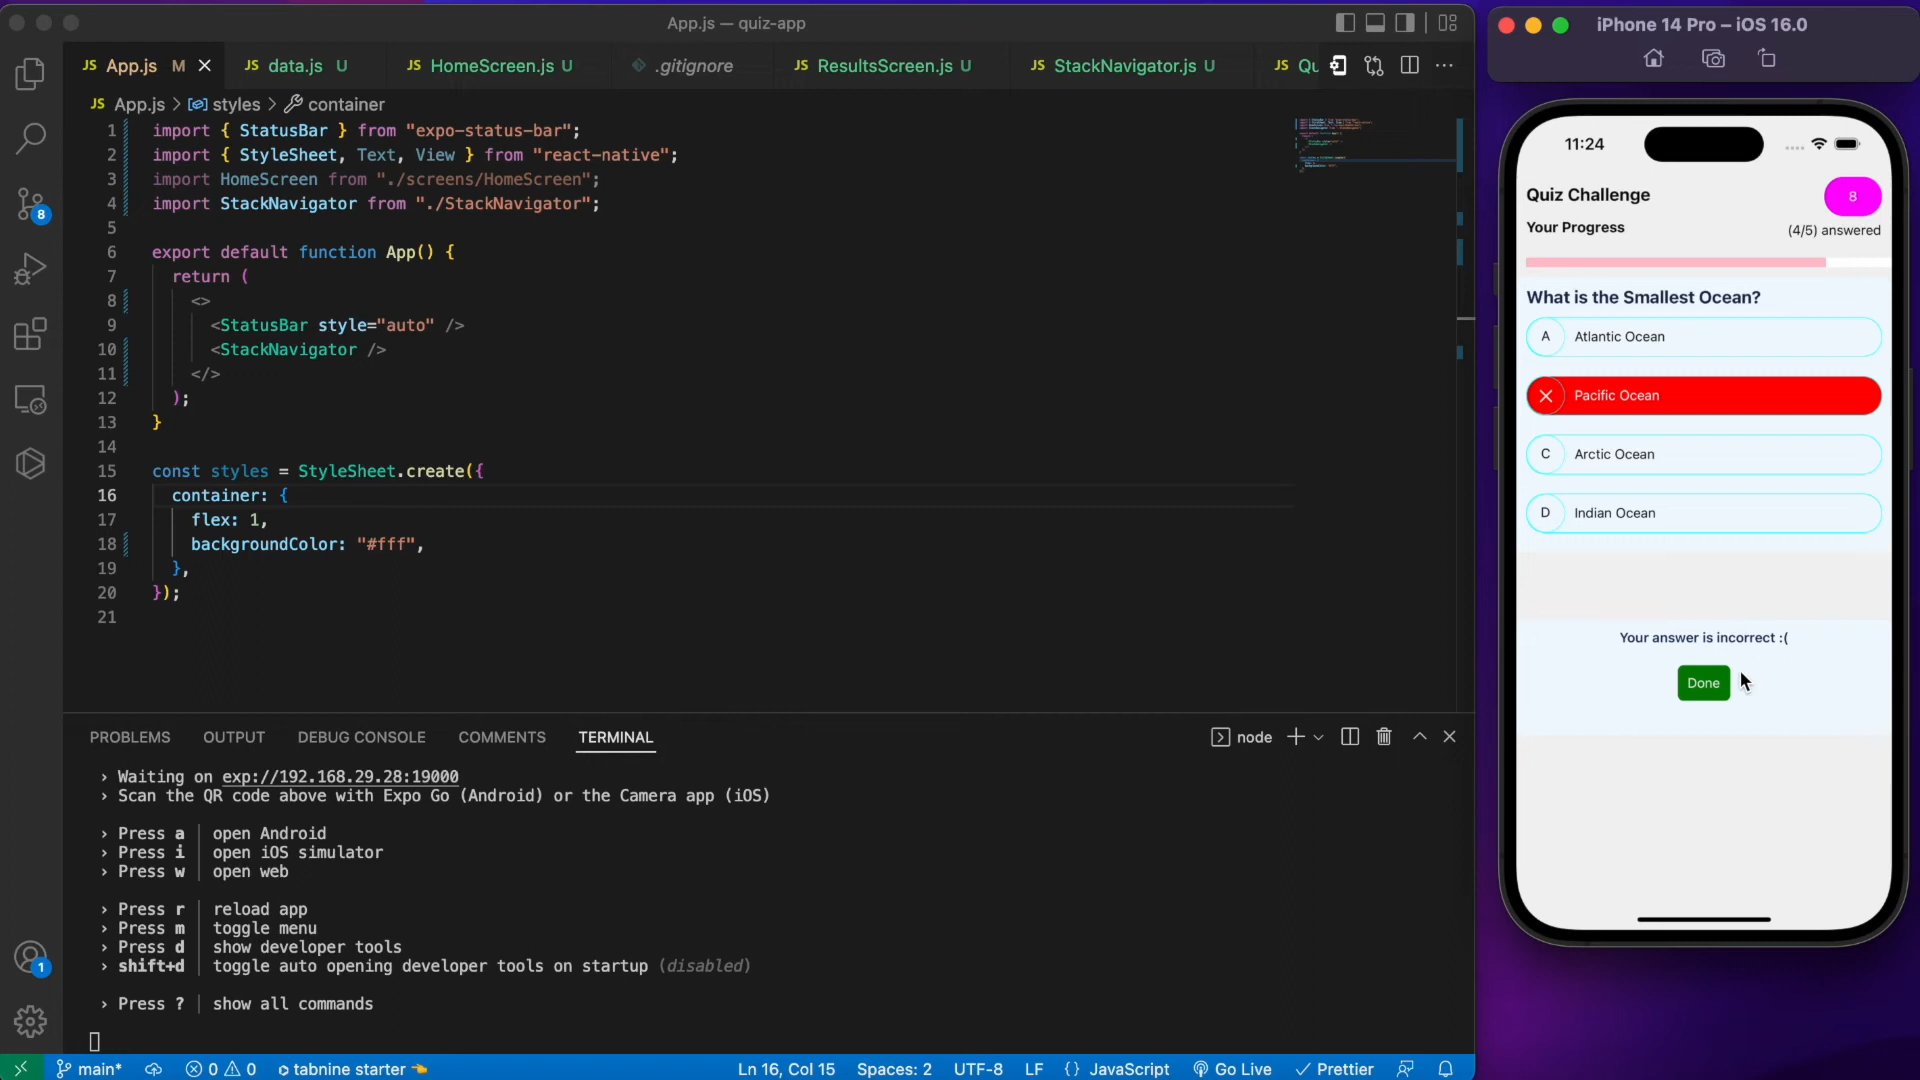 App.js — quiz-app
JS App.js M
JS data.js U
JS HomeScreen.js U
.gitignore
JS ResultsScreen.js U
JS StackNavigator.js U
JS Qu
JS App.js > styles > container
1 import { StatusBar } from "expo-status-bar";
2 import { StyleSheet, Text, View } from "react-native";
3 import HomeScreen from "./screens/HomeScreen";
4 import StackNavigator from "./StackNavigator";
5
6 export default function App() {
7 return (
8 <>
9 <StatusBar style="auto" />
10 <StackNavigator />
11 </>
12 );
13 }
14
15 const styles = StyleSheet.create({
16 container: {
17 flex: 1,
18 backgroundColor: "#fff",
19 },
20 });
21
PROBLEMS OUTPUT DEBUG CONSOLE COMMENTS TERMINAL
node
› Waiting on exp://192.168.29.28:19000
› Scan the QR code above with Expo Go (Android) or the Camera app (iOS)
› Press a | open Android
› Press i | open iOS simulator
› Press w | open web
› Press r | reload app
› Press m | toggle menu
› Press d | show developer tools
› shift+d | toggle auto opening developer tools on startup (disabled)
› Press ? | show all commands
8
1
main* 0 0 tabnine starter
Ln 16, Col 15 Spaces: 2 UTF-8 LF {} JavaScript Go Live Prettier
iPhone 14 Pro – iOS 16.0
11:24
Quiz Challenge
8
Your Progress
(4/5) answered
What is the Smallest Ocean?
A Atlantic Ocean
Pacific Ocean
C Arctic Ocean
D Indian Ocean
Your answer is incorrect :(
Done